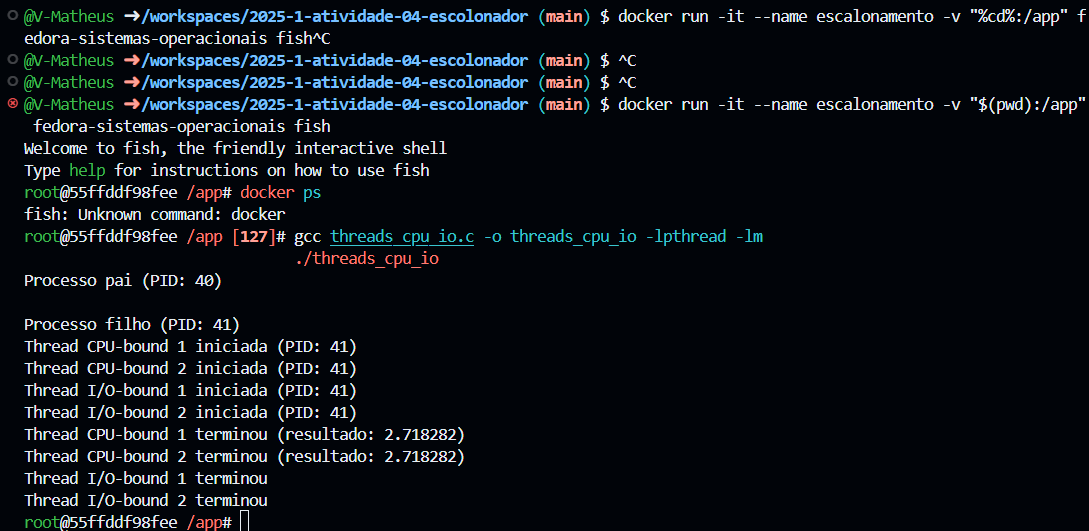 @V-Matheus ➜/workspaces/2025-1-atividade-04-escolonador (main) $ docker run -it --name escalonamento -v "%cd%:/app" f
edora-sistemas-operacionais fish^C
@V-Matheus ➜/workspaces/2025-1-atividade-04-escolonador (main) $ ^C
@V-Matheus ➜/workspaces/2025-1-atividade-04-escolonador (main) $ ^C
@V-Matheus ➜/workspaces/2025-1-atividade-04-escolonador (main) $ docker run -it --name escalonamento -v "$(pwd):/app"
 fedora-sistemas-operacionais fish
Welcome to fish, the friendly interactive shell
Type help for instructions on how to use fish
root@55ffddf98fee /app# docker ps
fish: Unknown command: docker
root@55ffddf98fee /app [127]# gcc threads_cpu_io.c -o threads_cpu_io -lpthread -lm
./threads_cpu_io
Processo pai (PID: 40)
Processo filho (PID: 41)
Thread CPU-bound 1 iniciada (PID: 41)
Thread CPU-bound 2 iniciada (PID: 41)
Thread I/O-bound 1 iniciada (PID: 41)
Thread I/O-bound 2 iniciada (PID: 41)
Thread CPU-bound 1 terminou (resultado: 2.718282)
Thread CPU-bound 2 terminou (resultado: 2.718282)
Thread I/O-bound 1 terminou
Thread I/O-bound 2 terminou
root@55ffddf98fee /app#